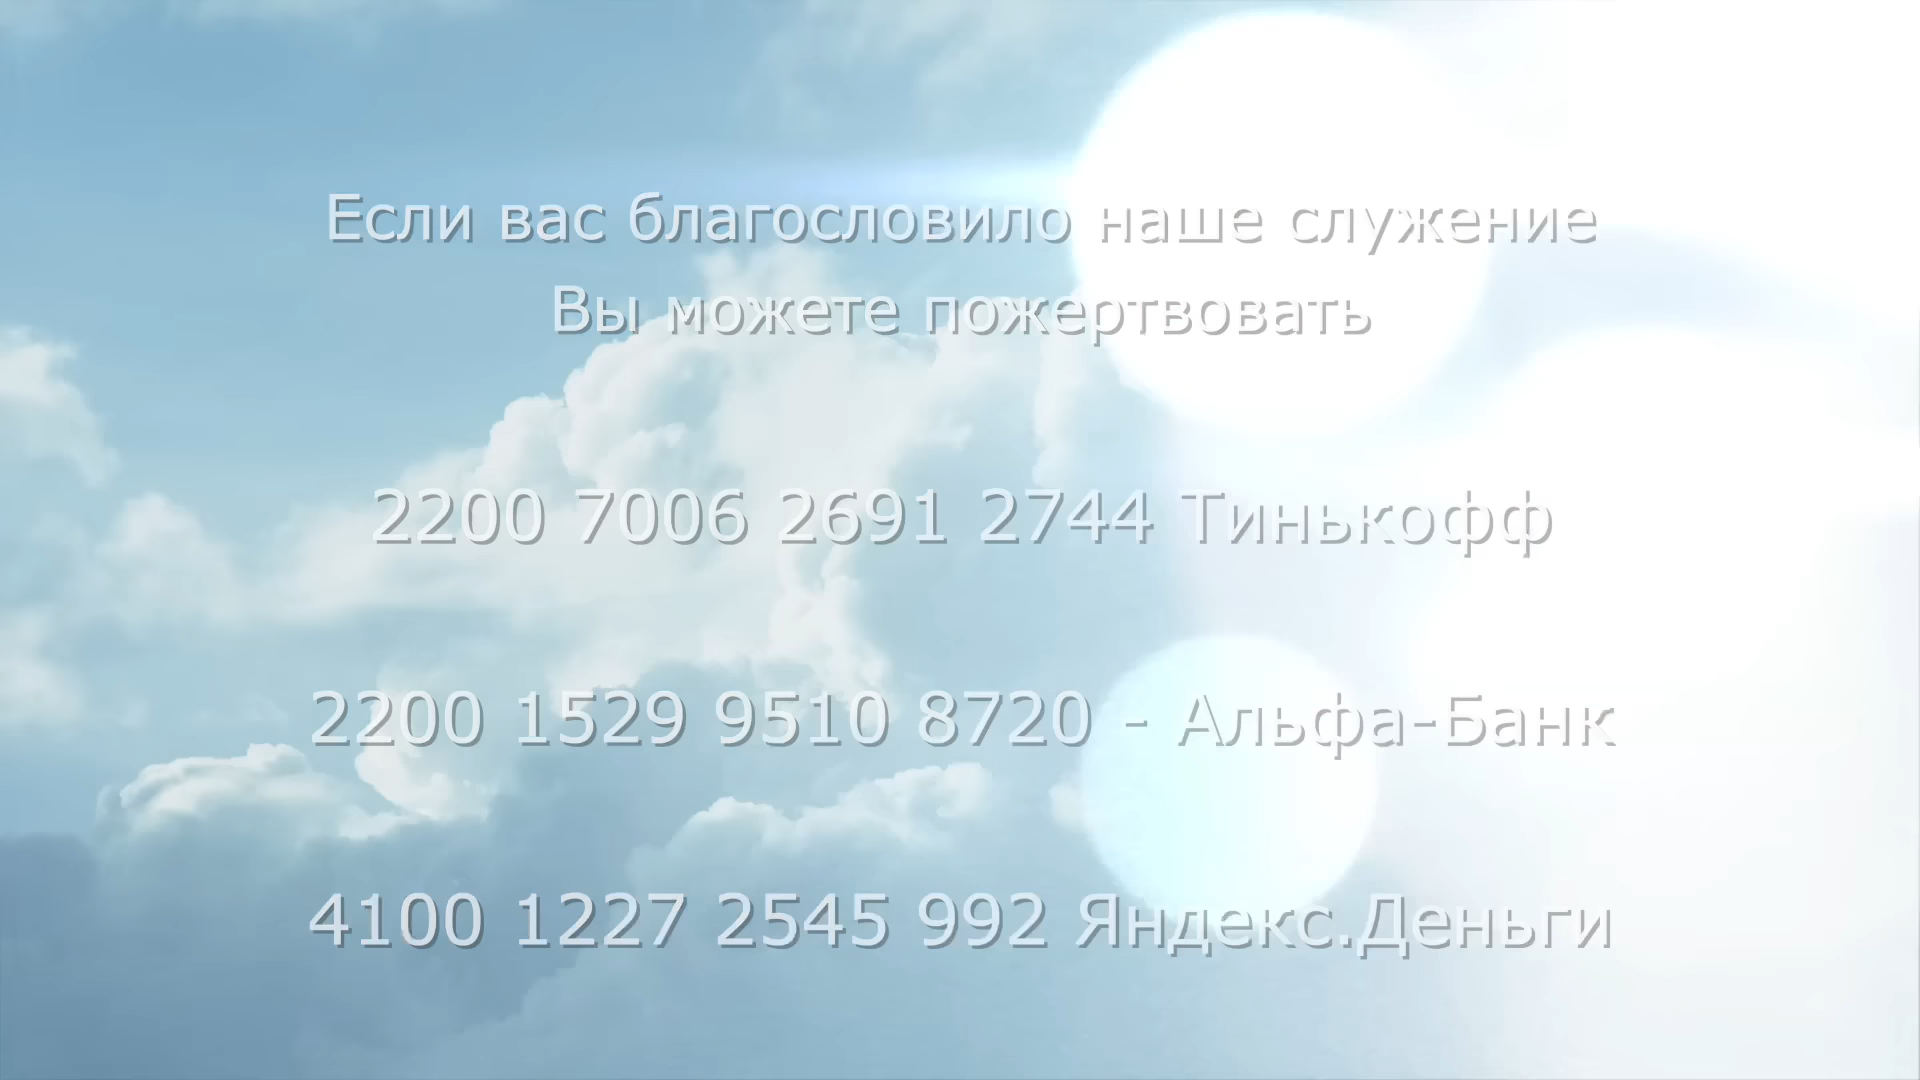 Если вас благословило наше служение
Вы можете пожертвовать
2200 7006 2691 2744 Тинькофф
2200 1529 9510 8720 - Альфа-Банк
4100 1227 2545 992 Яндекс.Деньги